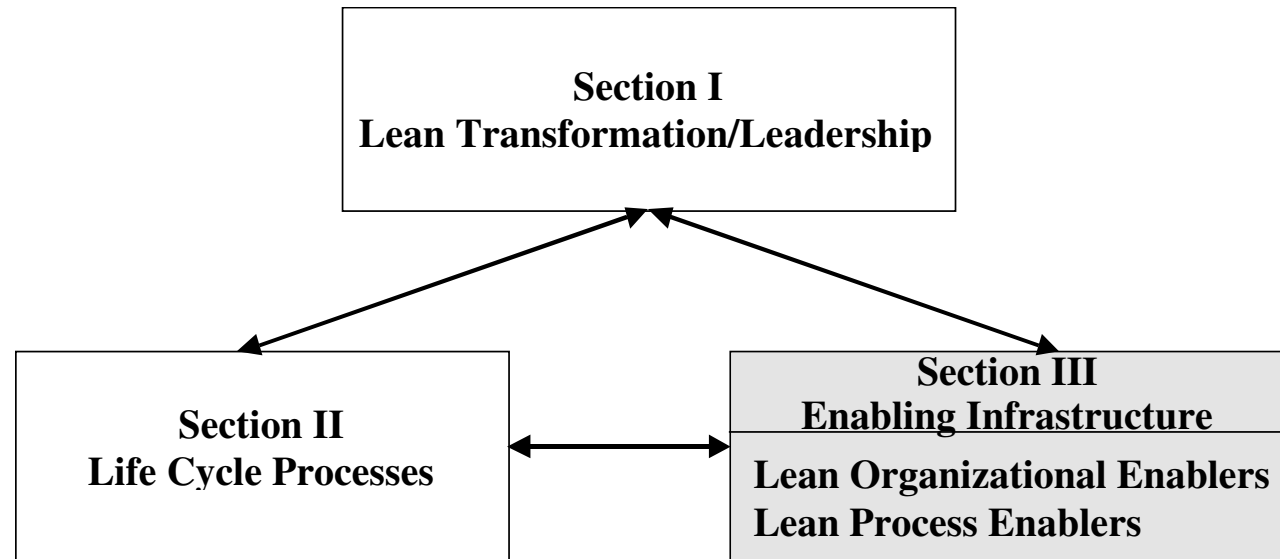 Section I
Lean Transformation/Leadership
Section II
Life Cycle Processes
Section III
Enabling Infrastructure
Lean Organizational Enablers
Lean Process Enablers